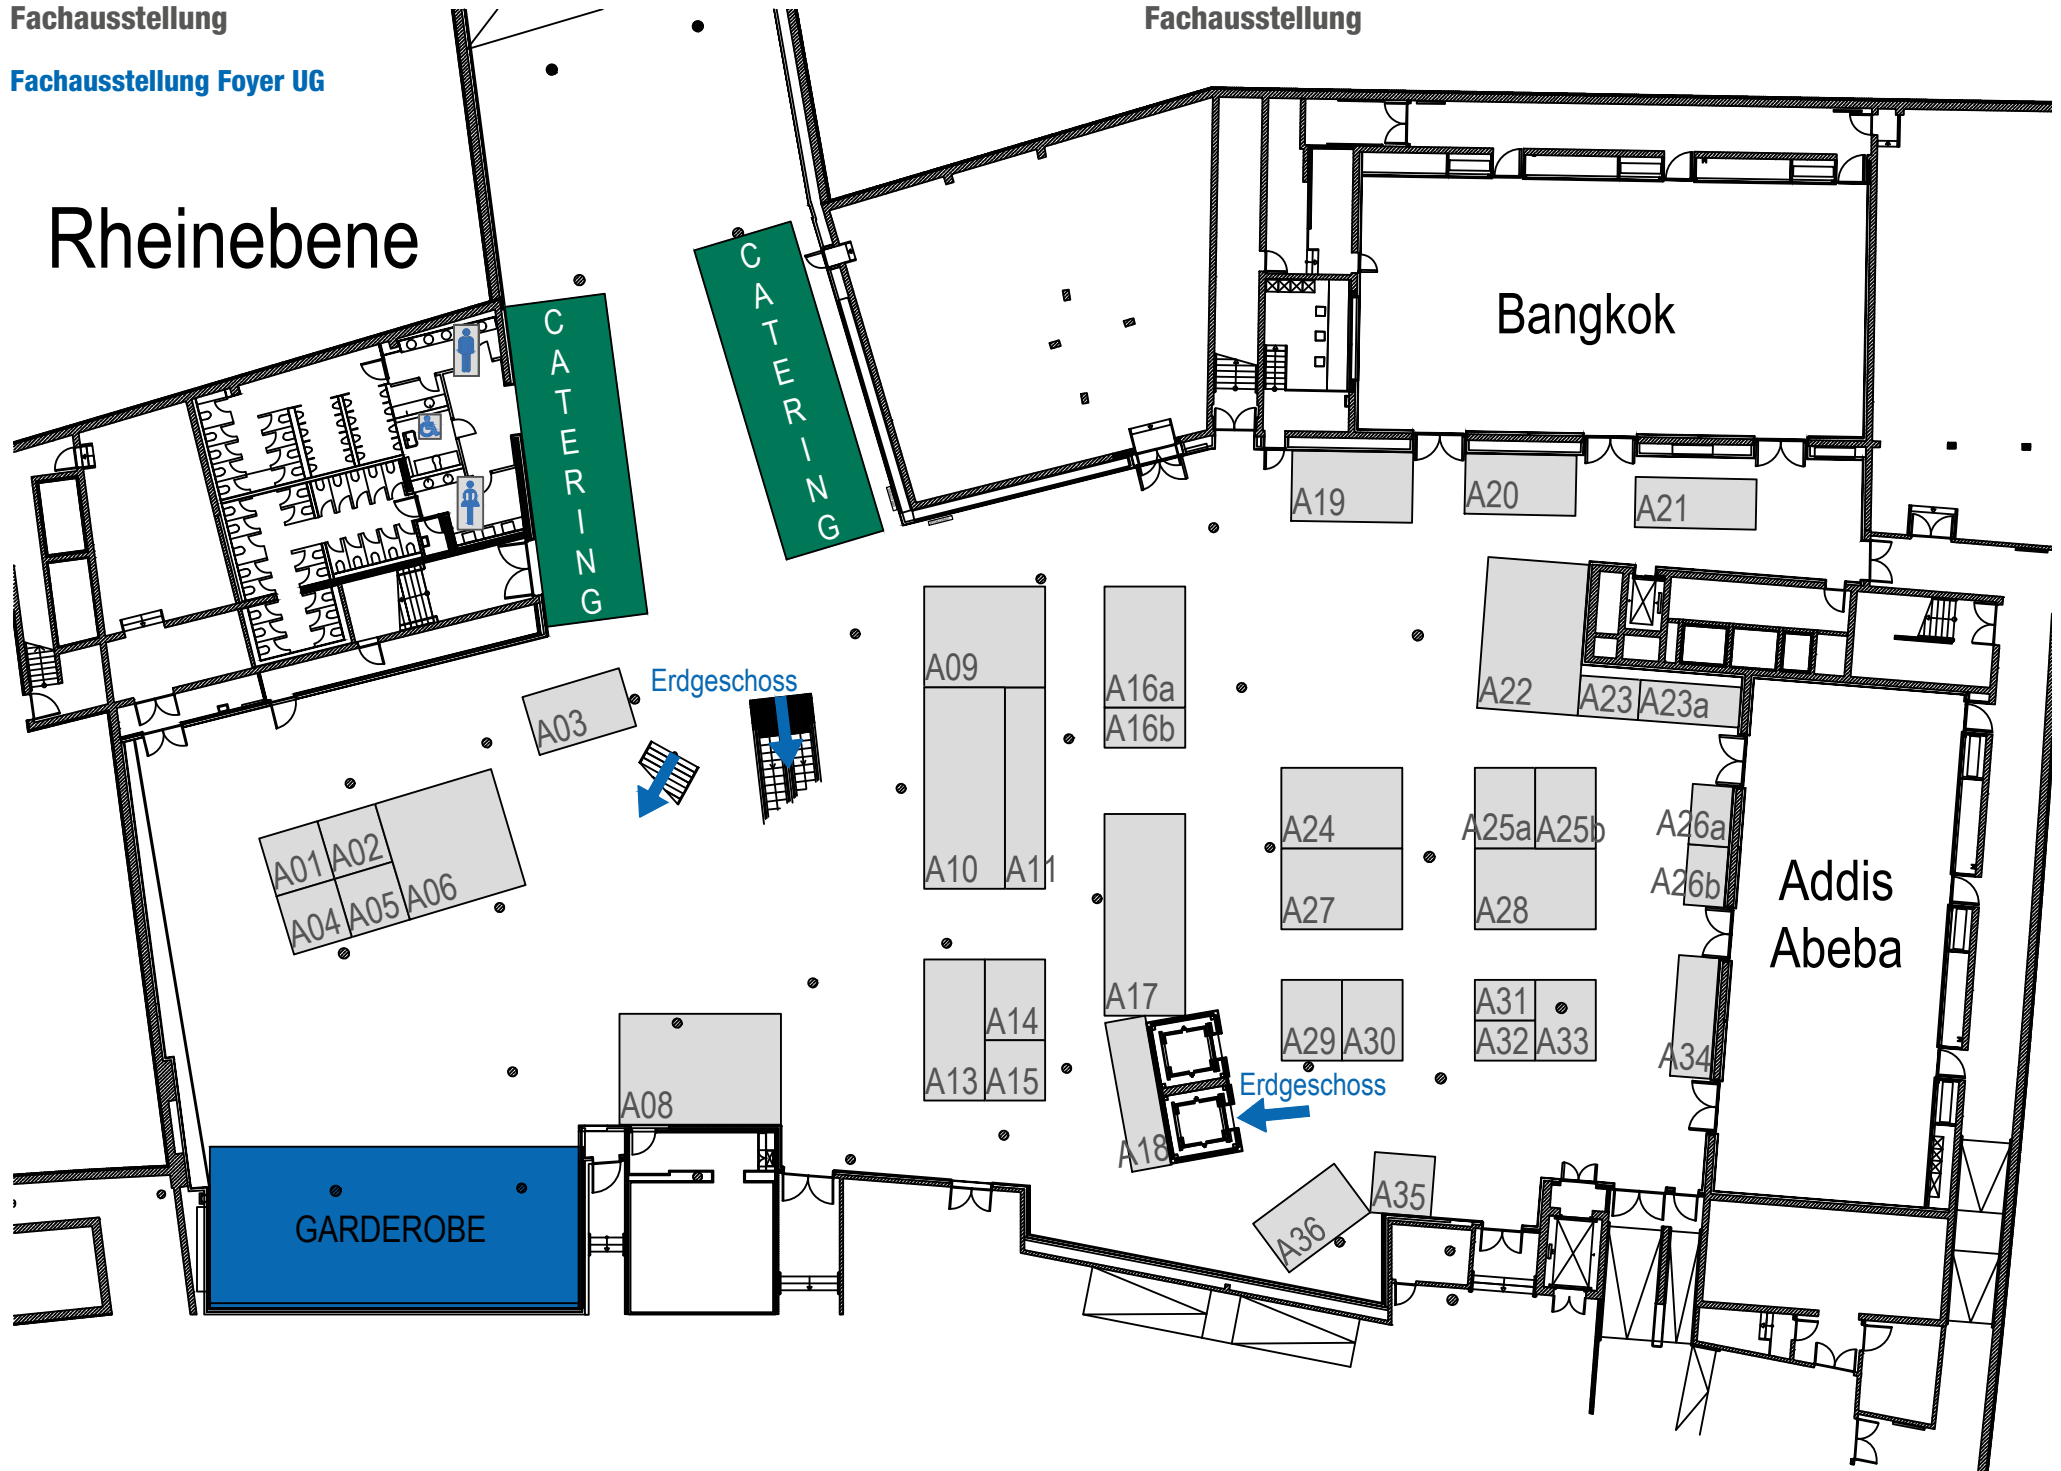 Fachausstellung
Fachausstellung
Fachausstellung Foyer UG
Rheinebene
CATERING
CATERING
Bangkok
A19
A20
A21
Erdgeschoss
A03
A09
A16a
A16b
A22
A23
A23a
A01
A02
A04
A05
A06
A10
A11
A24
A25a
A25b
A26a
A26b
A27
A28
Addis
Abeba
A17
A13
A14
A15
A29
A30
A31
A32
A33
A34
A08
A18
Erdgeschoss
A35
A36
GARDEROBE